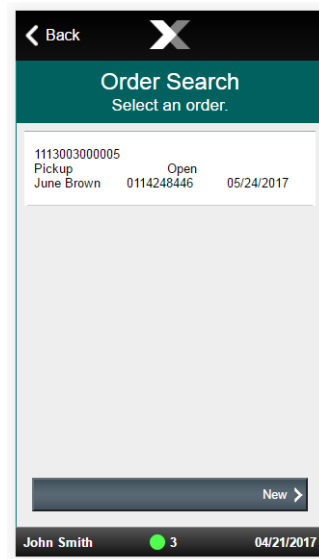 Back
Order Search
Select an order.
1113003000005
Pickup Open
June Brown 0114248446 05/24/2017
New
John Smith 3 04/21/2017